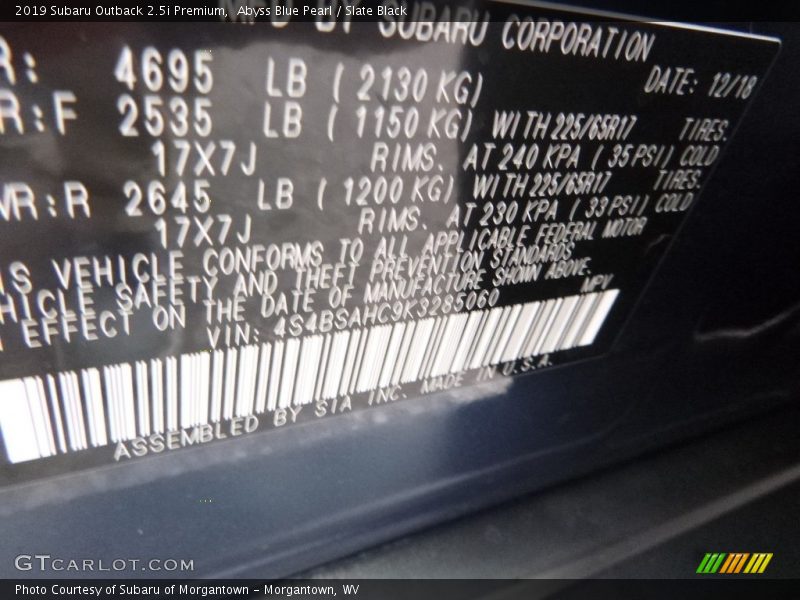 2019 Subaru Outback 2.5i Premium, Abyss Blue Pearl / Slate Black
MFD BY SUBARU CORPORATION
R: 4695 LB ( 2130 KG) DATE: 12/18
R:F 2535 LB ( 1150 KG) WITH 225/65R17 TIRES.
17X7J RIMS. AT 240 KPA ( 35 PSI) COLD
WR:R 2645 LB ( 1200 KG) WITH 225/65R17 TIRES.
17X7J RIMS. AT 230 KPA ( 33 PSI) COLD
IS VEHICLE CONFORMS TO ALL APPLICABLE FEDERAL MOTOR
HICLE SAFETY AND THEFT PREVENTION STANDARDS
EFFECT ON THE DATE OF MANUFACTURE SHOWN ABOVE.
VIN: 4S4BSAHC9K3285060 MPV
ASSEMBLED BY SIA INC. MADE IN U.S.A.
GTCARLOT.COM
Photo Courtesy of Subaru of Morgantown - Morgantown, WV